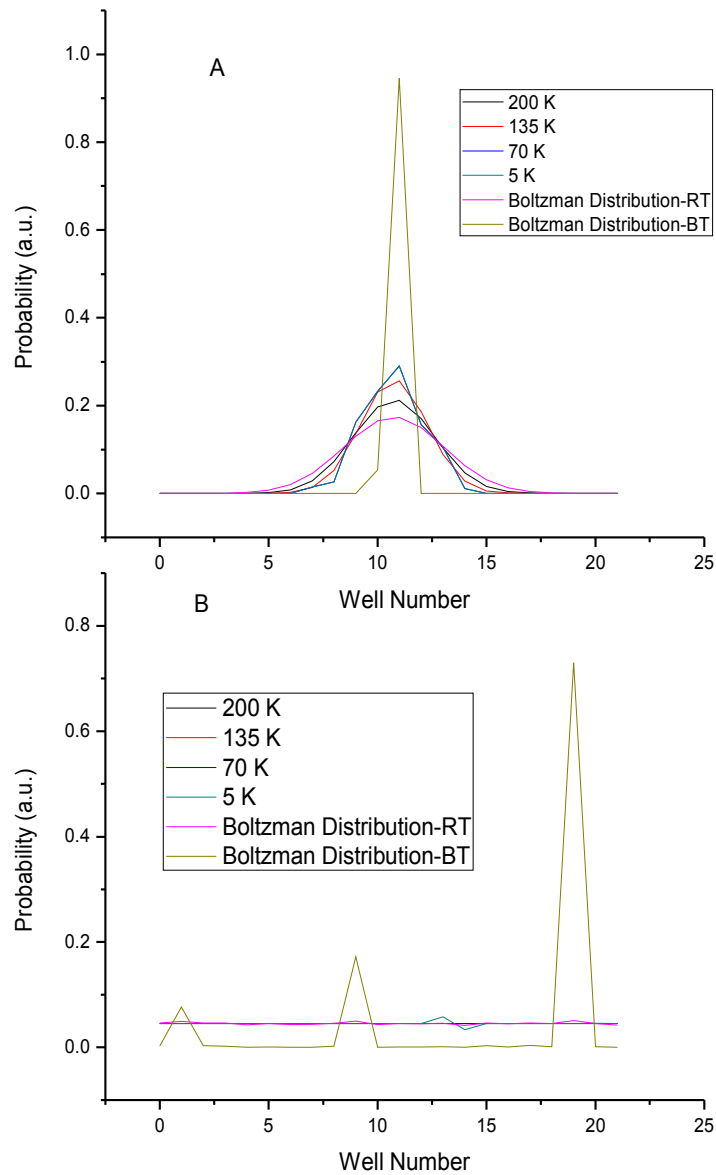 A
1.0
0.8
0.6
0.4
0.2
0.0
Probability (a.u.)
200 K
135 K
70 K
5 K
Boltzman Distribution-RT
Boltzman Distribution-BT
0 5 10 15 20 25
Well Number
B
0.8
0.6
0.4
0.2
0.0
Probability (a.u.)
200 K
135 K
70 K
5 K
Boltzman Distribution-RT
Boltzman Distribution-BT
0 5 10 15 20 25
Well Number